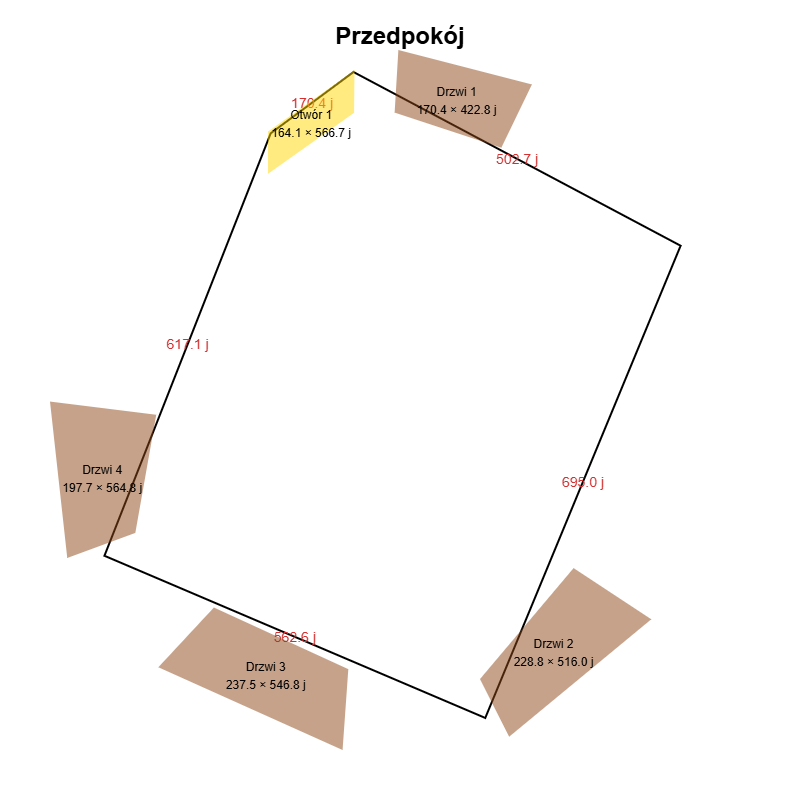 Przedpokój
Drzwi 1
170.4 × 422.8 j
170.4 j
Otwór 1
164.1 × 566.7 j
502.7 j
617.1 j
Drzwi 4
197.7 × 564.8 j
695.0 j
562.6 j
Drzwi 2
228.8 × 516.0 j
Drzwi 3
237.5 × 546.8 j